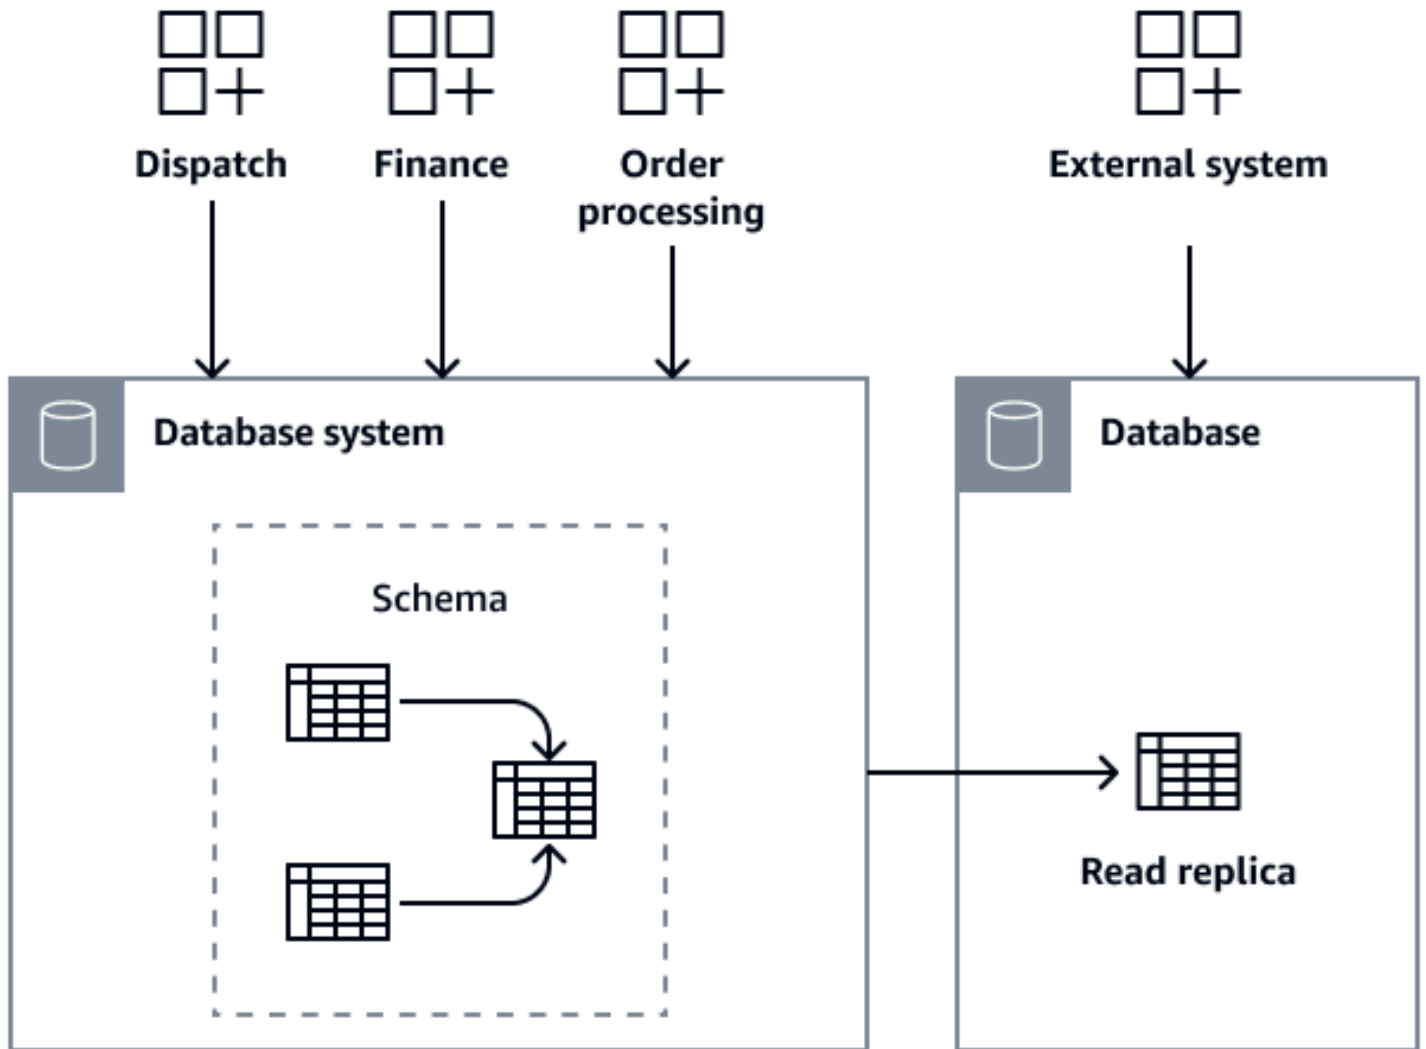 Dispatch
Finance
Order
processing
External system
Database system
Database
Schema
Read replica